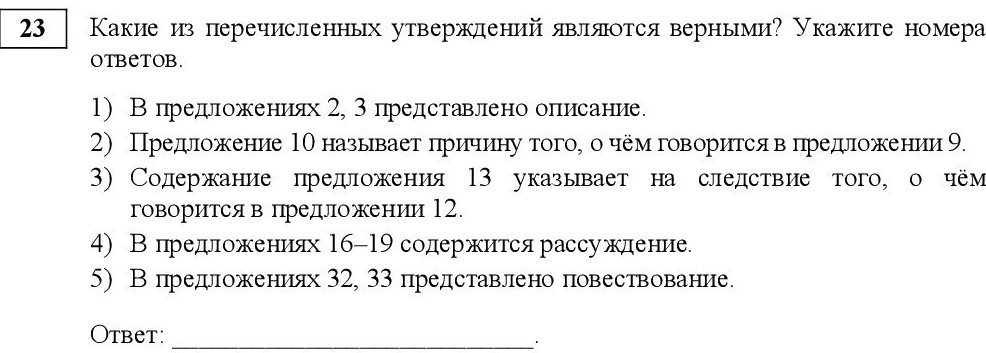 23 Какие из перечисленных утверждений являются верными? Укажите номера
ответов.
1) В предложениях 2, 3 представлено описание.
2) Предложение 10 называет причину того, о чём говорится в предложении 9.
3) Содержание предложения 13 указывает на следствие того, о чём
говорится в предложении 12.
4) В предложениях 16–19 содержится рассуждение.
5) В предложениях 32, 33 представлено повествование.
Ответ: ___________________________.